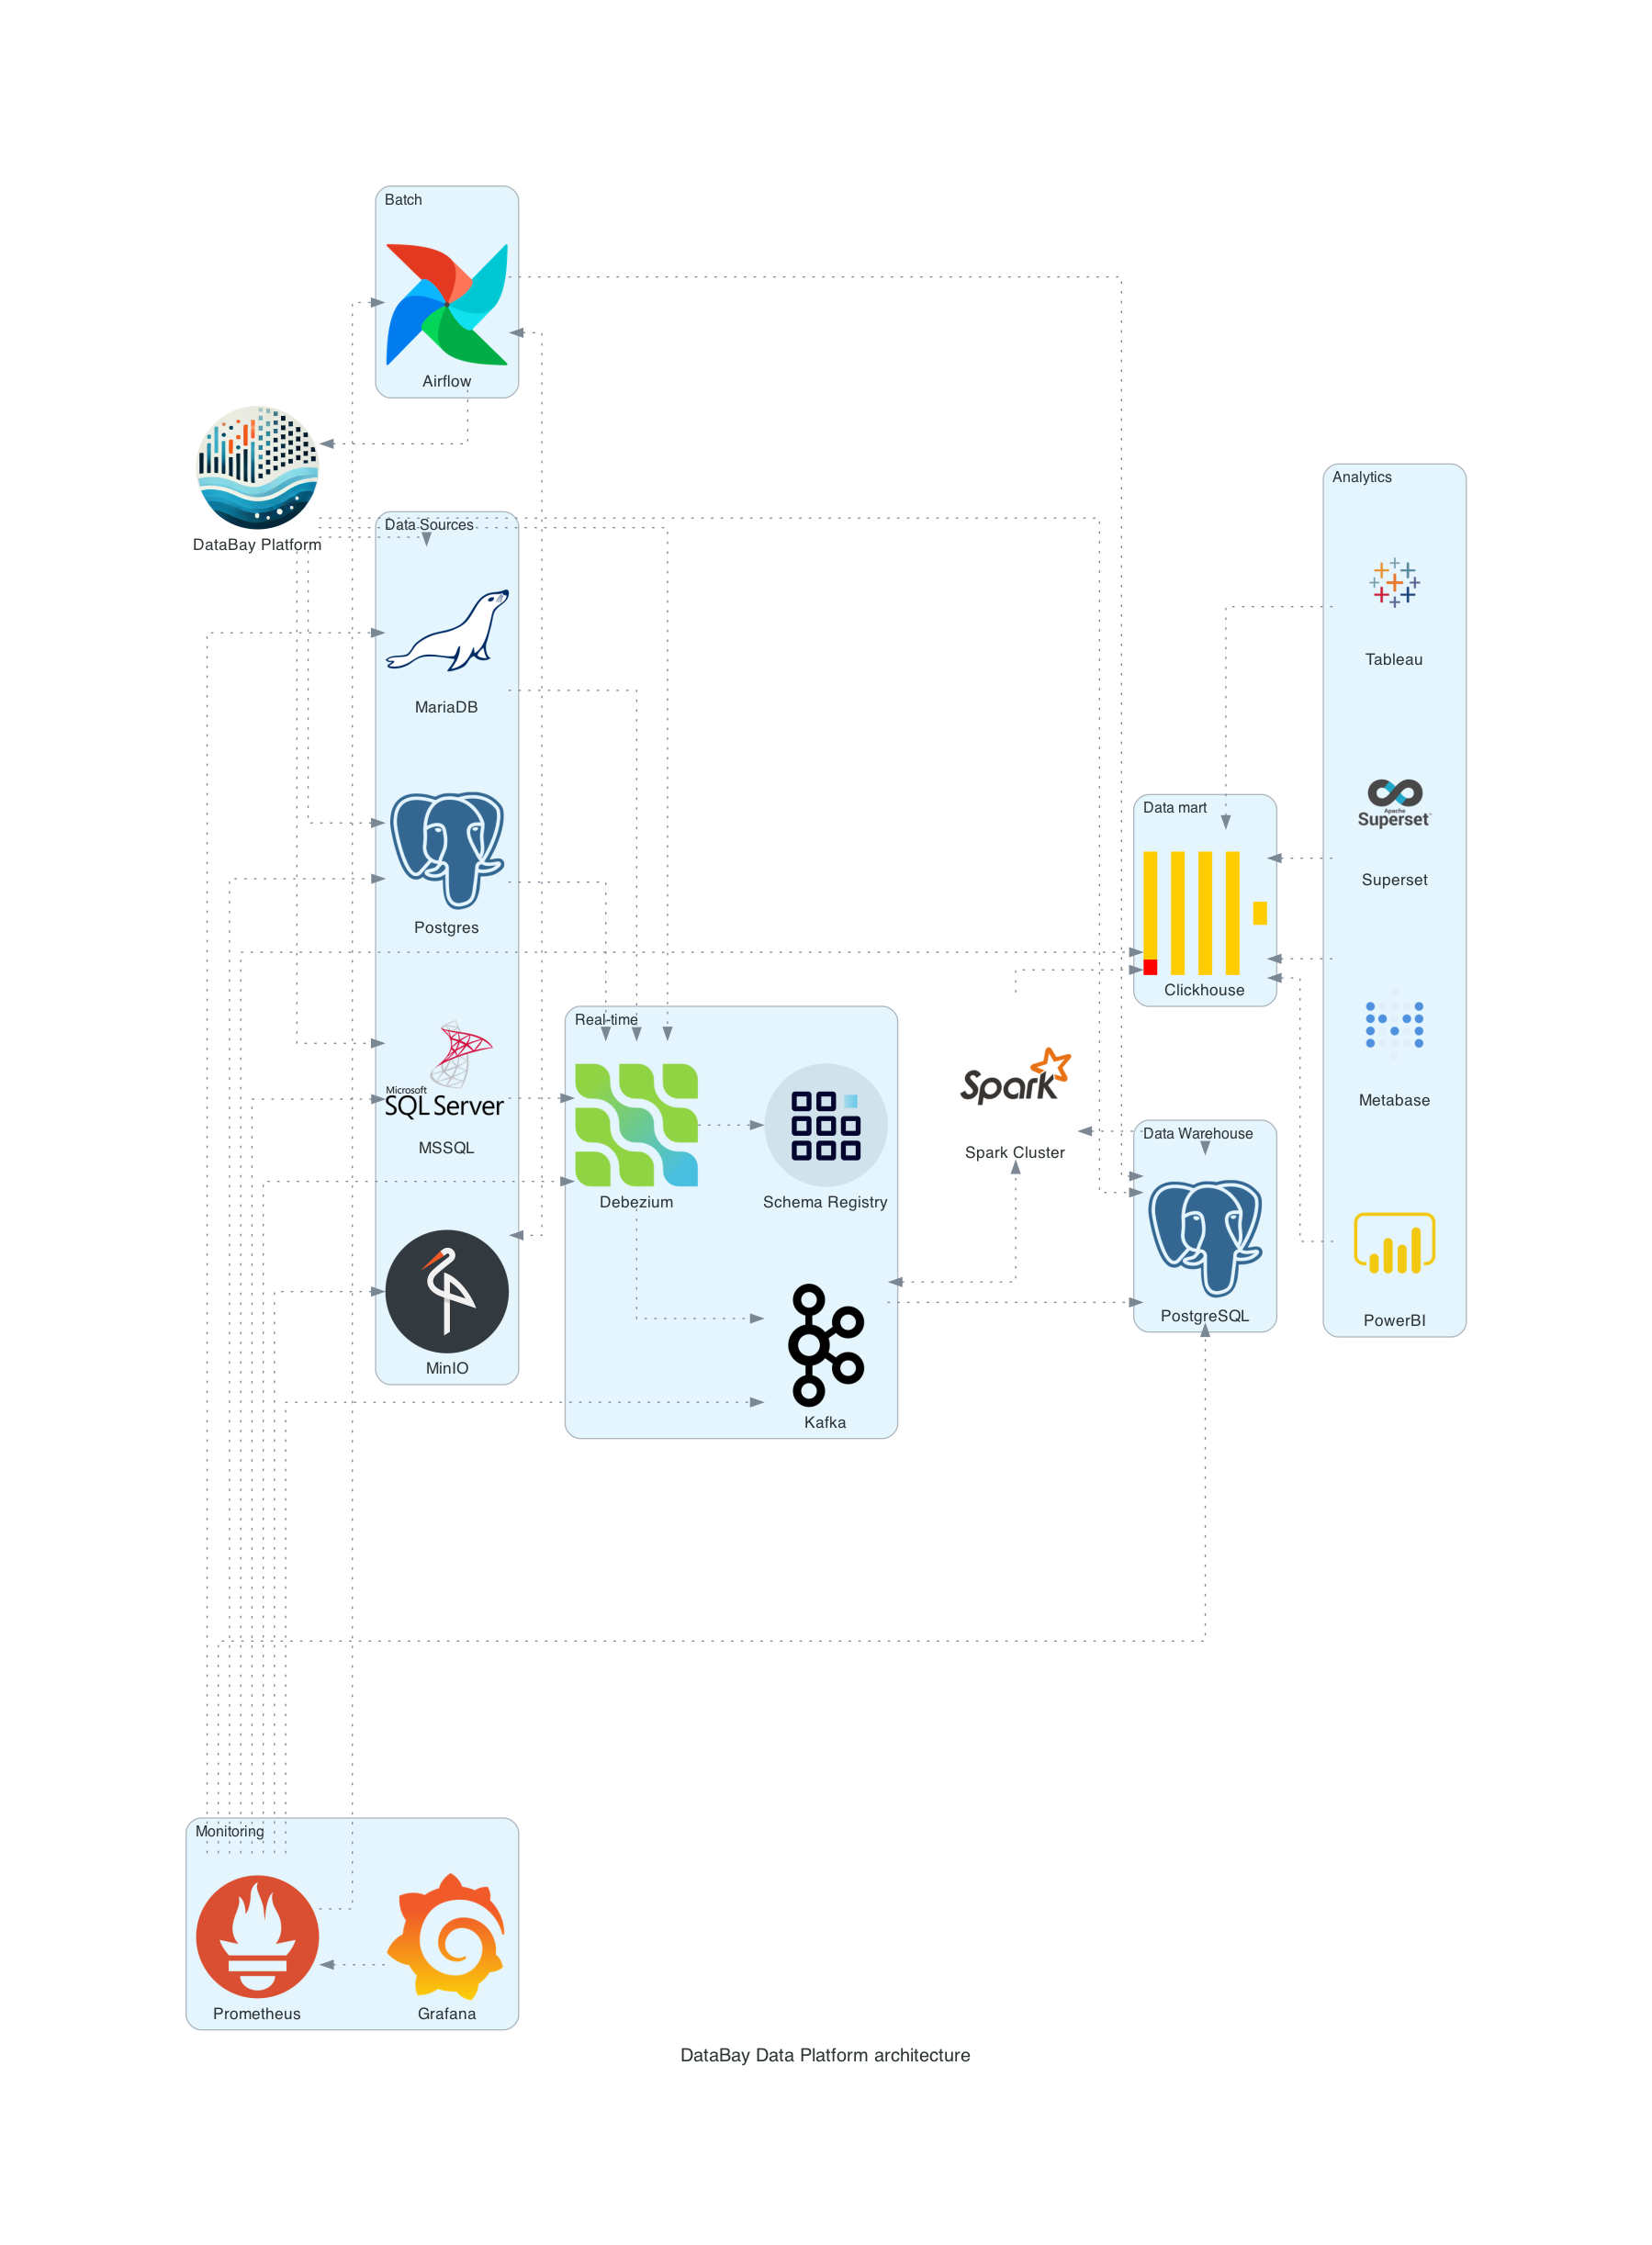 Batch
Airflow
DataBay Platform
Data Sources
MariaDB
Postgres
Microsoft
SQL Server
MSSQL
MinIO
Real-time
Debezium
Schema Registry
Kafka
Spark
Spark Cluster
Data mart
Clickhouse
Data Warehouse
PostgreSQL
Analytics
Tableau
Apache
Superset
Superset
Metabase
PowerBI
Monitoring
Prometheus
Grafana
DataBay Data Platform architecture